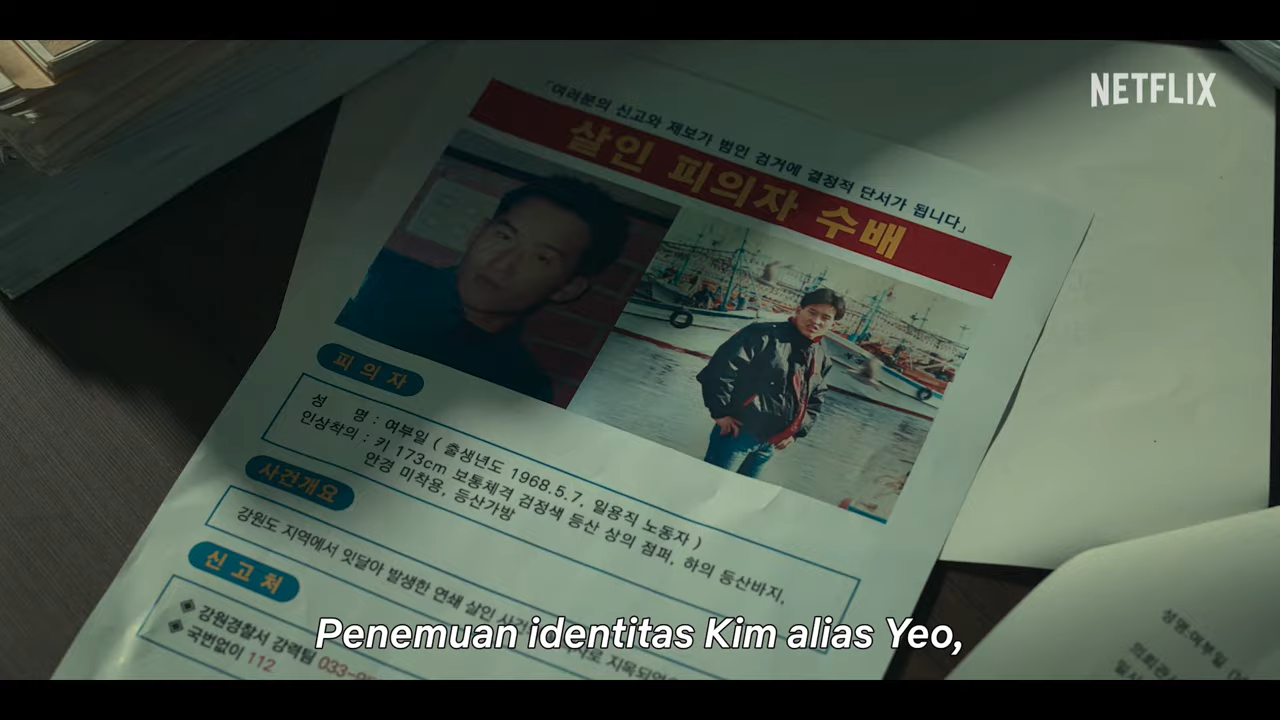 NETFLIX
「여러분의 신고와 제보가 범인 검거에 결정적 단서가 됩니다」
살인 피의자 수배
피의자
성 명 : 여부일 ( 출생년도 1968.5.7, 일용직 노동자 )
인상착의 : 키 173cm 보통체격 검정색 등산 상의 점퍼, 하의 등산바지,
안경 미착용, 등산가방
사건개요
강원도 지역에서 잇달아 발생한 연쇄 살인
신고처
◈ 강원경찰서 강력팀 033-
◈ 국번없이 112
성명:여부일
Penemuan identitas Kim alias Yeo,